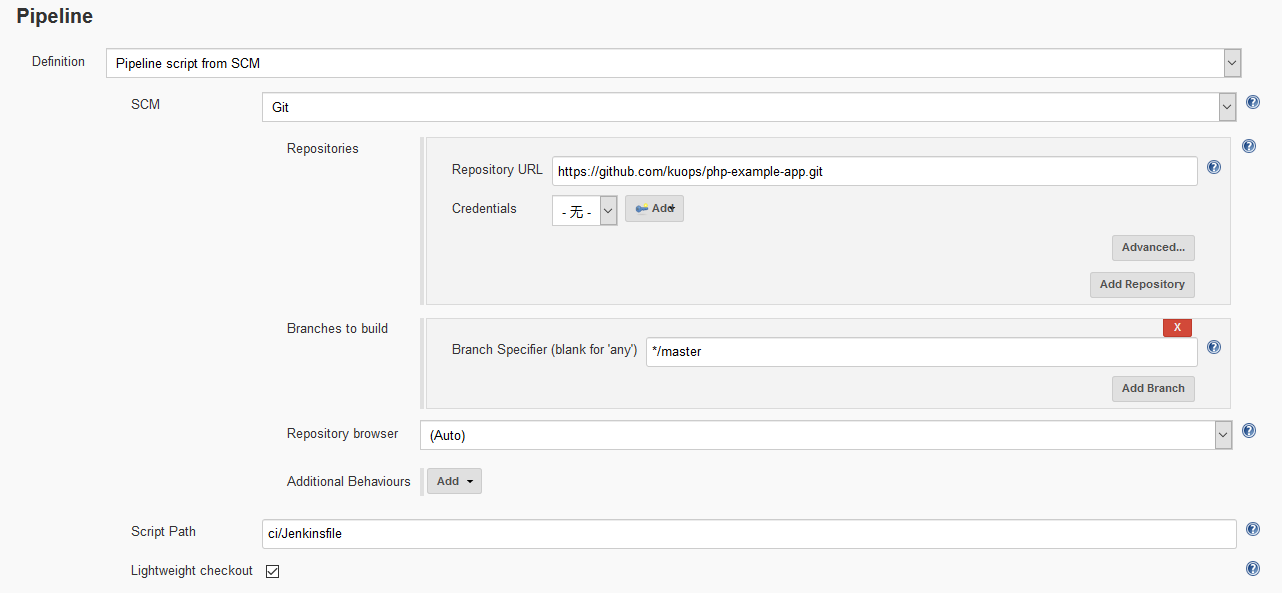 Pipeline
Definition
Pipeline script from SCM
SCM
Git
Repositories
Repository URL
https://github.com/kuops/php-example-app.git
Credentials
- 无 -
Add
Advanced...
Add Repository
Branches to build
X
Branch Specifier (blank for 'any')
*/master
Add Branch
Repository browser
(Auto)
Additional Behaviours
Add
Script Path
ci/Jenkinsfile
Lightweight checkout